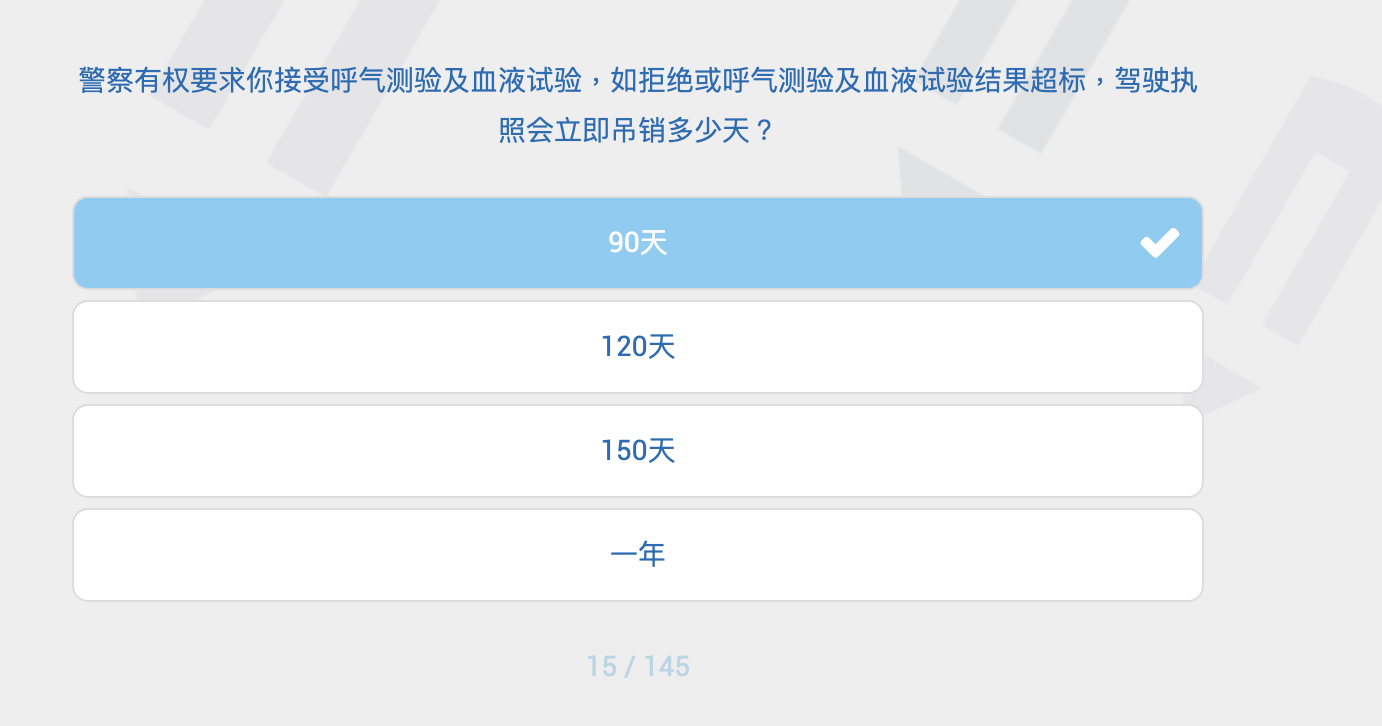 警察有权要求你接受呼气测验及血液试验，如拒绝或呼气测验及血液试验结果超标，驾驶执
照会立即吊销多少天？
90天
120天
150天
一年
15 / 145